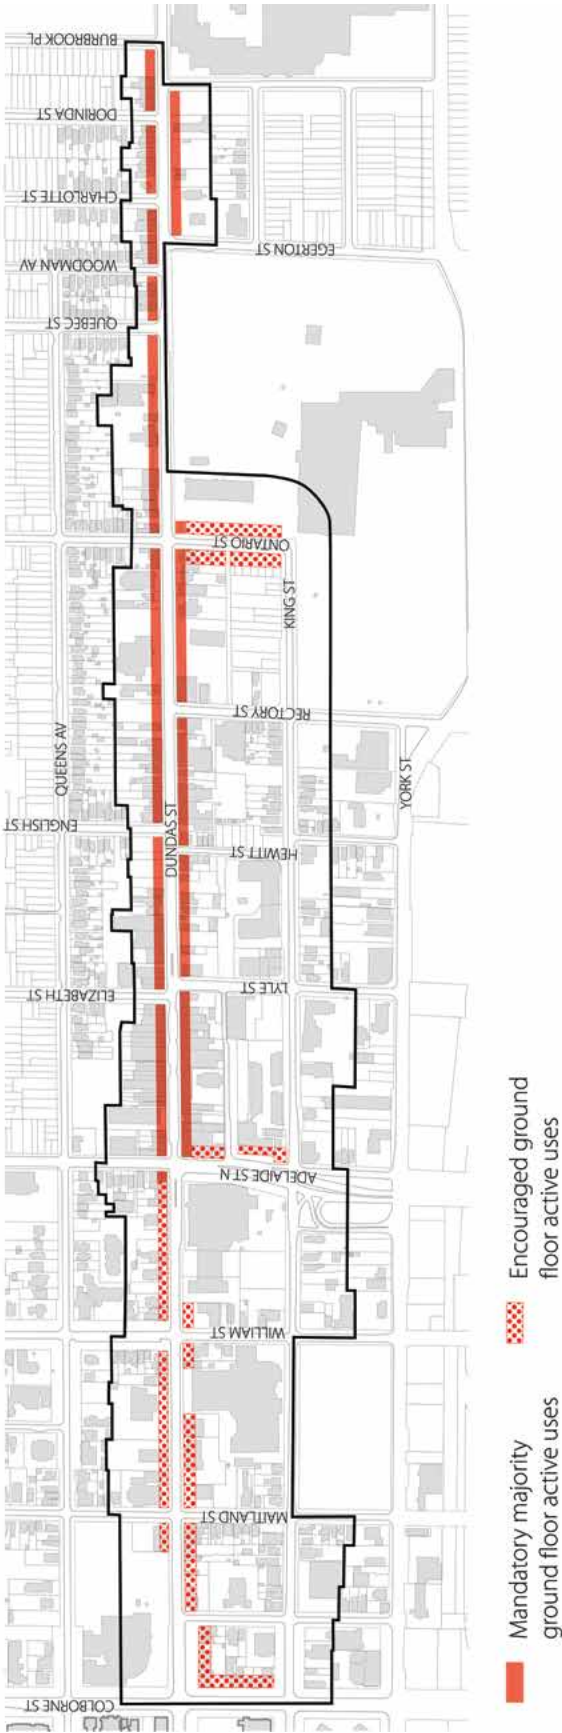 BURBROOK PL
DORINDA ST
CHARLOTTE ST
WOODMAN AV
EGERTON ST
QUEBEC ST
ONTARIO ST
KING ST
RECTORY ST
QUEENS AV
YORK ST
ENGLISH ST
DUNDAS ST
HEWITT ST
ELIZABETH ST
LYLE ST
ADELAIDE ST N
WILLIAM ST
MAITLAND ST
COLBORNE ST
Mandatory majority
ground floor active uses
Encouraged ground
floor active uses